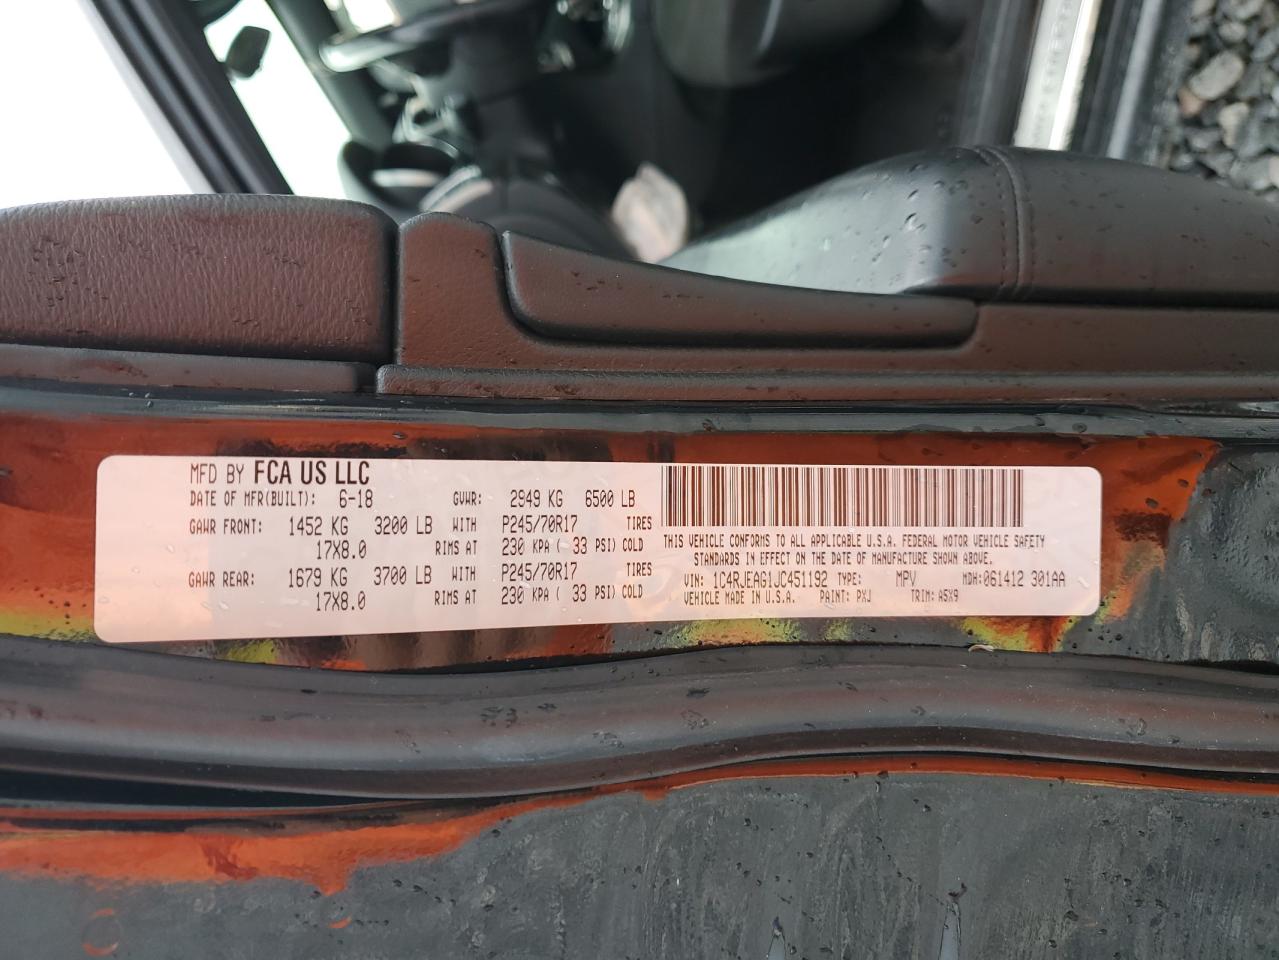 MFD BY FCA US LLC
DATE OF MFR(BUILT): 6-18 GVWR: 2949 KG 6500 LB
GAWR FRONT: 1452 KG 3200 LB WITH P245/70R17 TIRES
17X8.0 RIMS AT 230 KPA ( 33 PSI) COLD
GAWR REAR: 1679 KG 3700 LB WITH P245/70R17 TIRES
17X8.0 RIMS AT 230 KPA ( 33 PSI) COLD
THIS VEHICLE CONFORMS TO ALL APPLICABLE U.S.A. FEDERAL MOTOR VEHICLE SAFETY
STANDARDS IN EFFECT ON THE DATE OF MANUFACTURE SHOWN ABOVE.
VIN: 1C4RJEAG1JC451192 TYPE: MPV MDH:061412 301AA
VEHICLE MADE IN U.S.A. PAINT: PXJ TRIM: A5X9